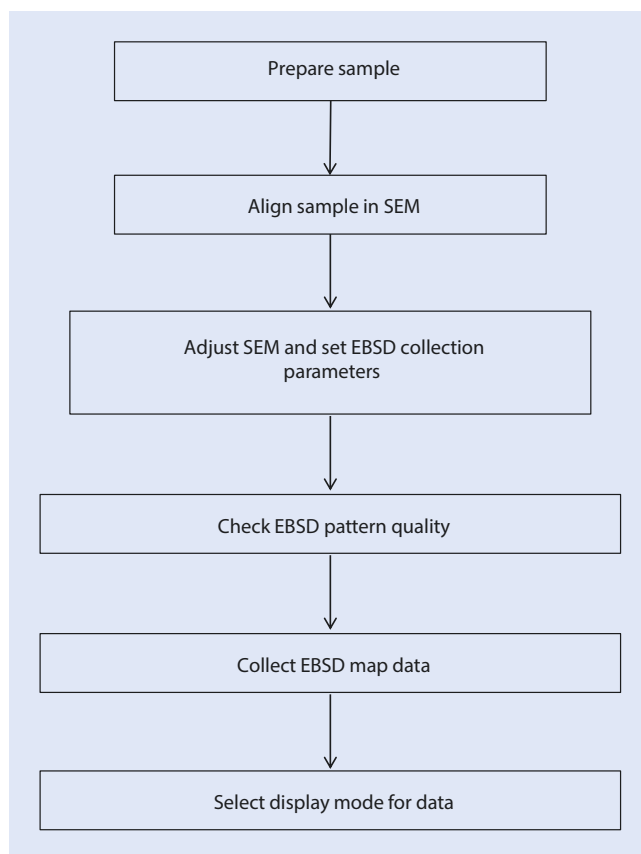 Prepare sample
Align sample in SEM
Adjust SEM and set EBSD collection
parameters
Check EBSD pattern quality
Collect EBSD map data
Select display mode for data